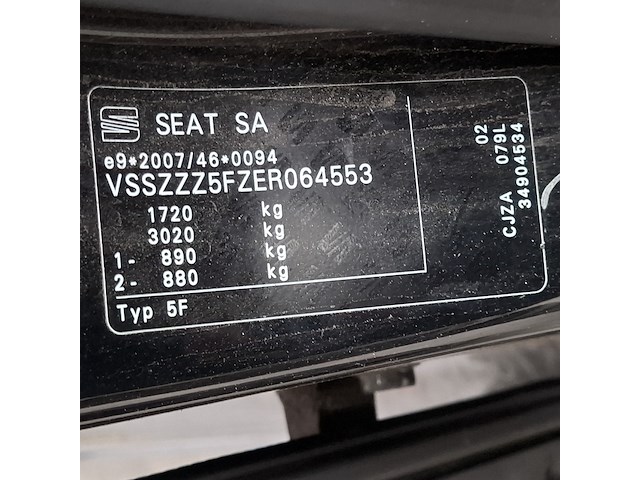 SEAT SA
e9*2007/46*0094
VSSZZZ5FZER064553
1720 kg
3020 kg
1- 890 kg
2- 880 kg
Typ 5F
02
CJZA 079L
34904534